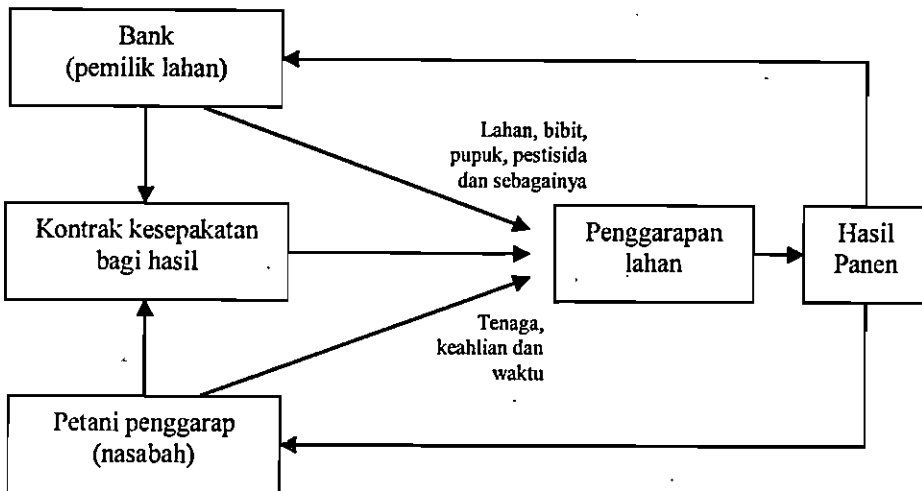 Bank
(pemilik lahan)
Lahan, bibit,
pupuk, pestisida
dan sebagainya
Kontrak kesepakatan
bagi hasil
Penggarapan
lahan
Hasil
Panen
Tenaga,
keahlian dan
waktu
Petani penggarap
(nasabah)